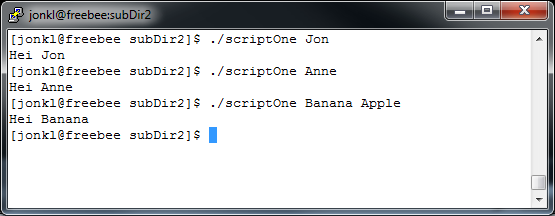 jonkl@freebee:subDir2
[jonkl@freebee subDir2]$ ./scriptOne Jon
Hei Jon
[jonkl@freebee subDir2]$ ./scriptOne Anne
Hei Anne
[jonkl@freebee subDir2]$ ./scriptOne Banana Apple
Hei Banana
[jonkl@freebee subDir2]$